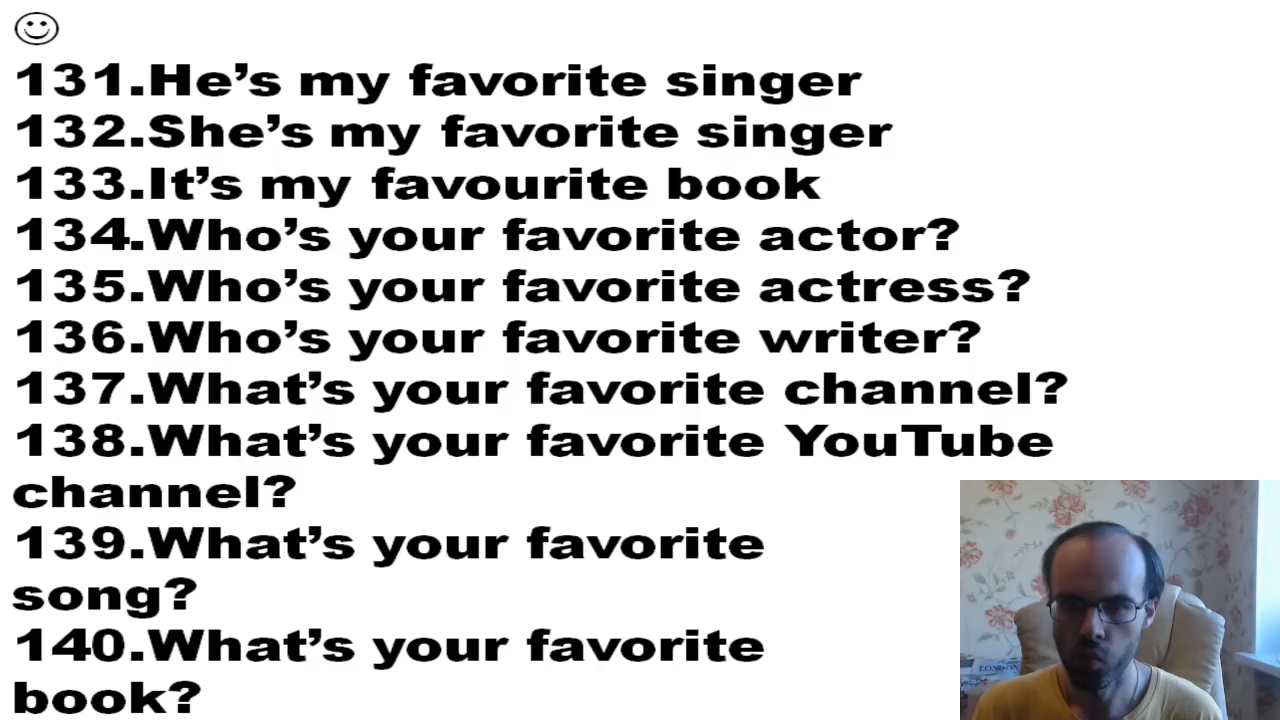 131.He’s my favorite singer
132.She’s my favorite singer
133.It’s my favourite book
134.Who’s your favorite actor?
135.Who’s your favorite actress?
136.Who’s your favorite writer?
137.What’s your favorite channel?
138.What’s your favorite YouTube
channel?
139.What’s your favorite
song?
140.What’s your favorite
book?
LONDON